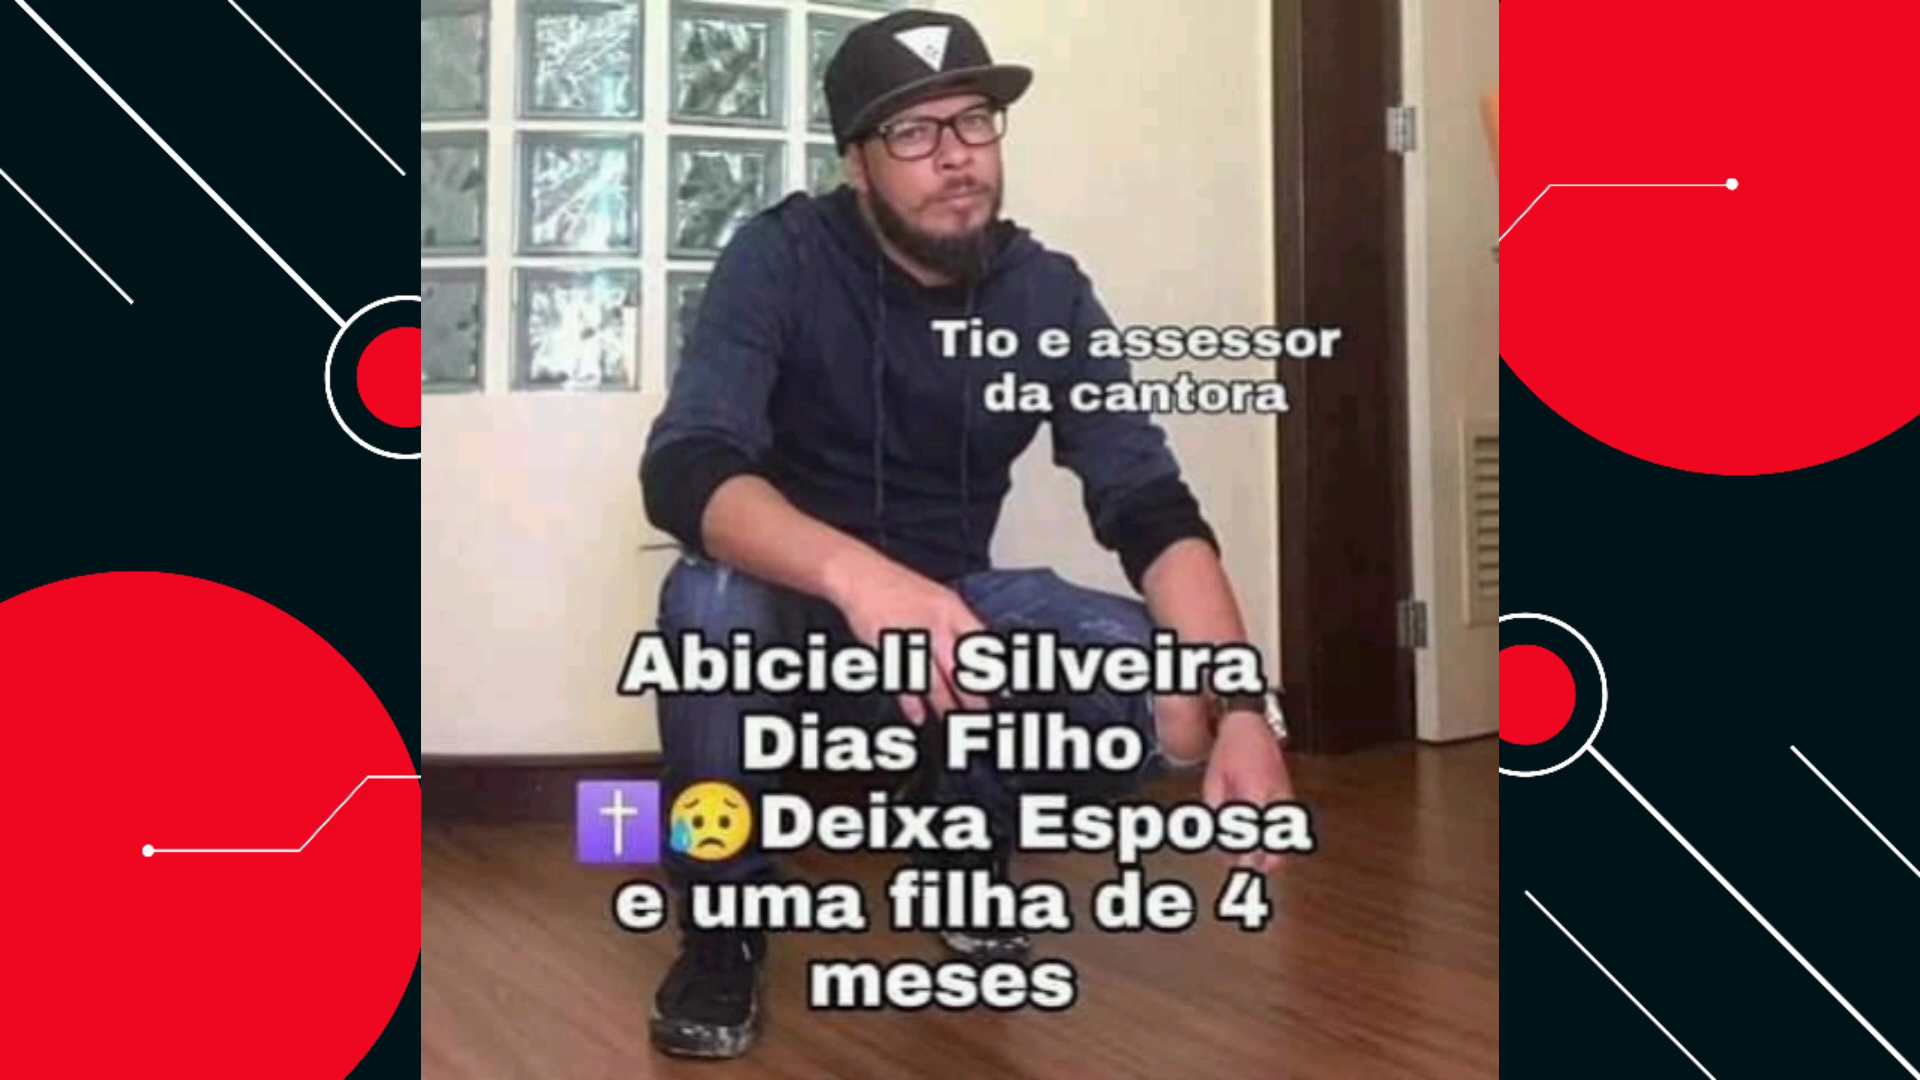 Tio e assessor
da cantora
Abicieli Silveira
Dias Filho
✝️😥Deixa Esposa
e uma filha de 4
meses